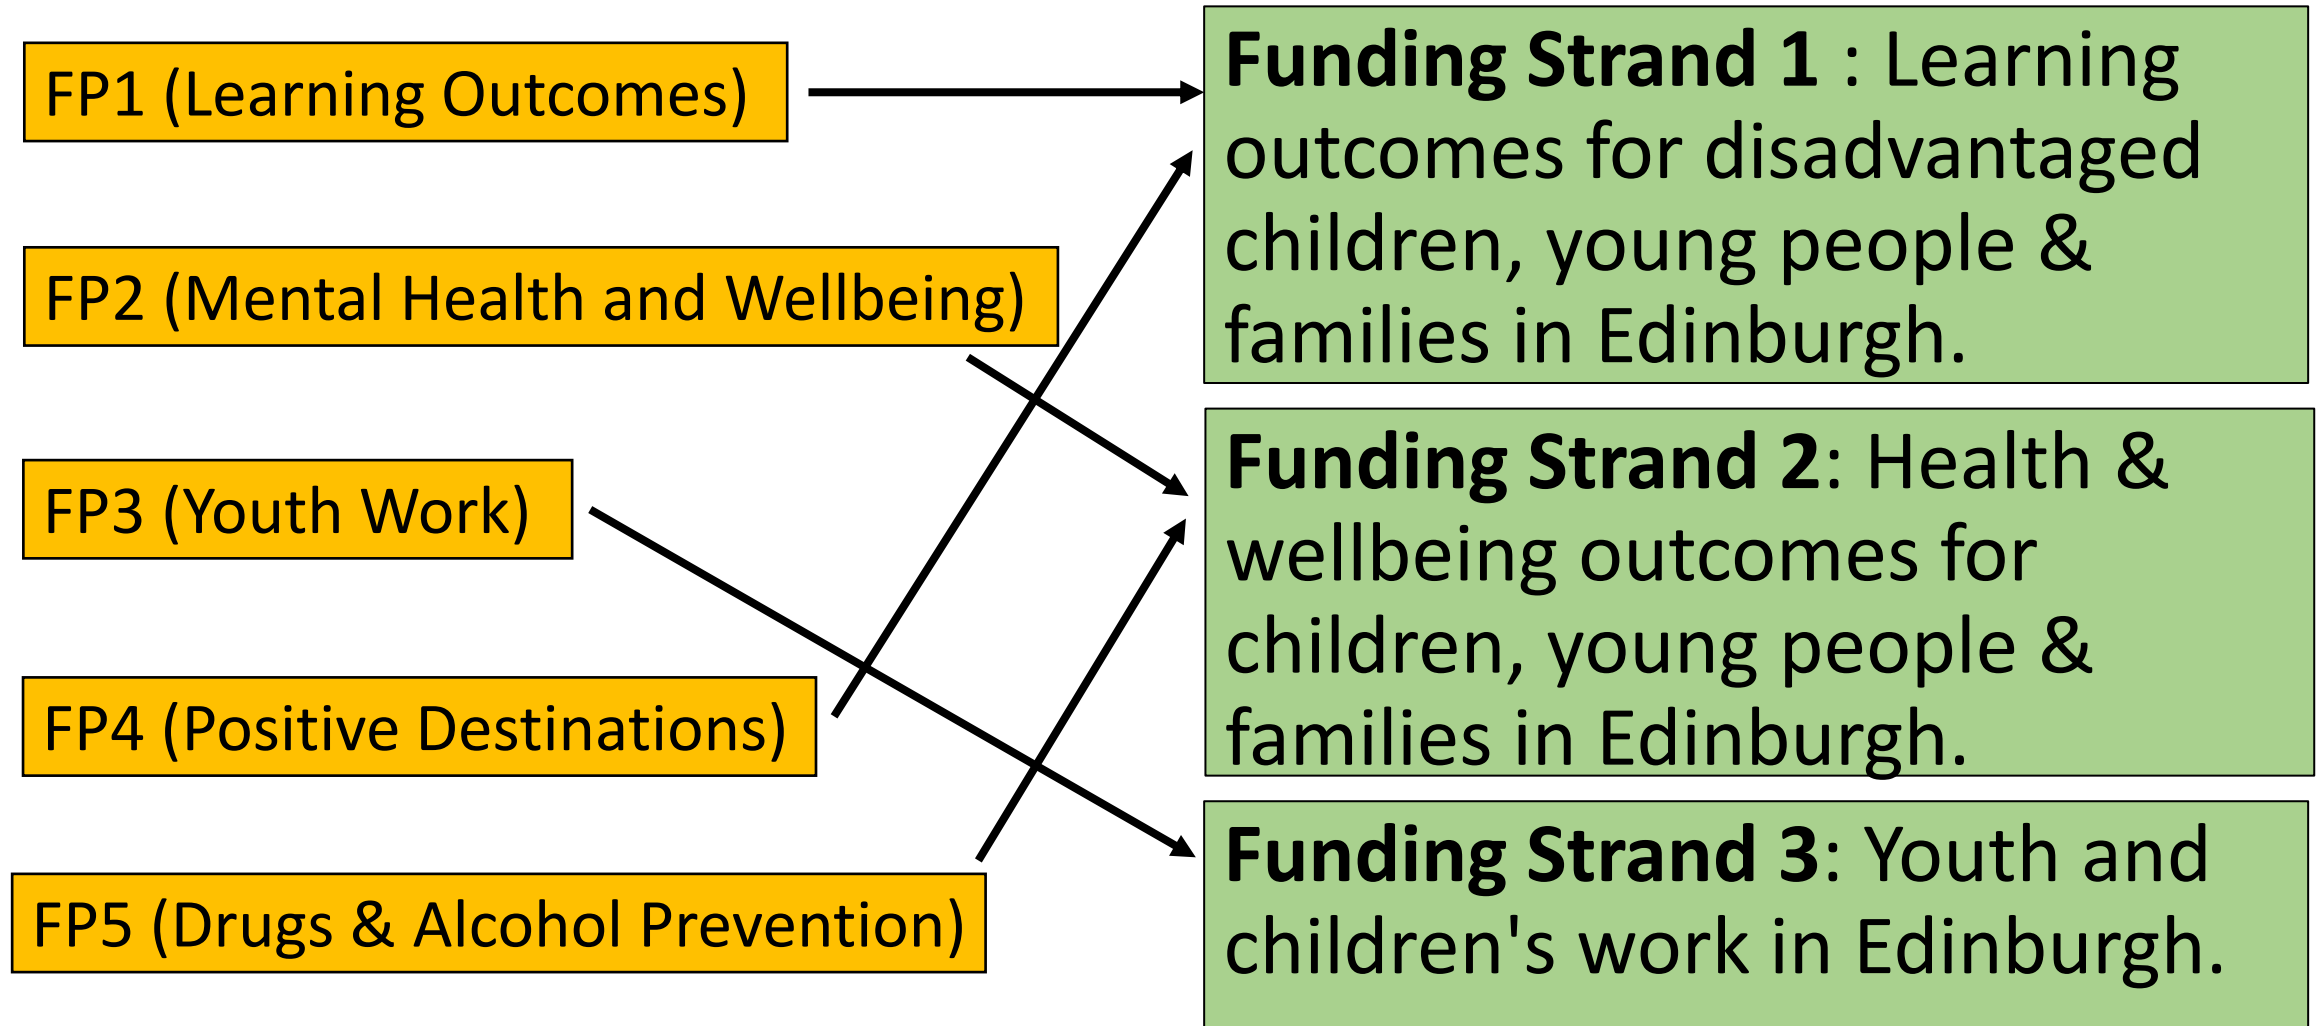 FP1 (Learning Outcomes)
FP2 (Mental Health and Wellbeing)
FP3 (Youth Work)
FP4 (Positive Destinations)
FP5 (Drugs & Alcohol Prevention)
Funding Strand 1 : Learning
outcomes for disadvantaged
children, young people &
families in Edinburgh.
Funding Strand 2: Health &
wellbeing outcomes for
children, young people &
families in Edinburgh.
Funding Strand 3: Youth and
children's work in Edinburgh.